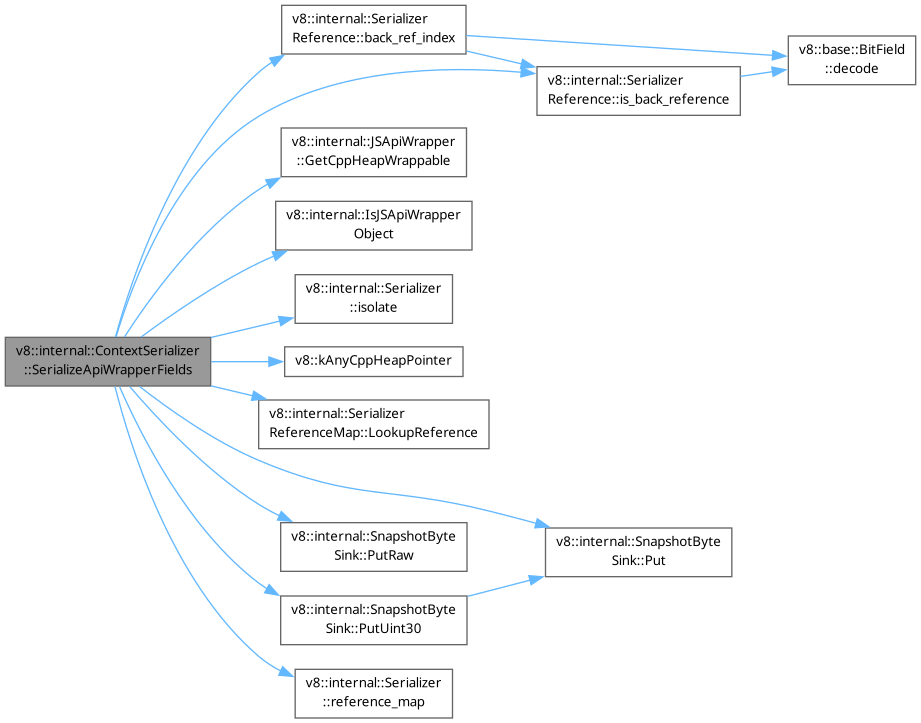 v8::internal::Serializer
Reference::back_ref_index
v8::base::BitField
::decode
v8::internal::Serializer
Reference::is_back_reference
v8::internal::JSApiWrapper
::GetCppHeapWrappable
v8::internal::IsJSApiWrapper
Object
v8::internal::Serializer
::isolate
v8::internal::ContextSerializer
::SerializeApiWrapperFields
v8::kAnyCppHeapPointer
v8::internal::Serializer
ReferenceMap::LookupReference
v8::internal::SnapshotByte
Sink::PutRaw
v8::internal::SnapshotByte
Sink::Put
v8::internal::SnapshotByte
Sink::PutUint30
v8::internal::Serializer
::reference_map